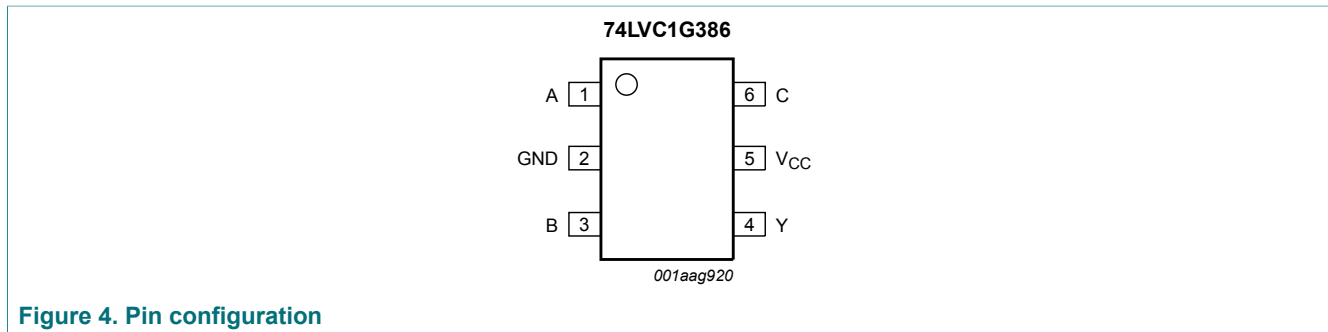 74LVC1G386
A 1 6 C
GND 2 5 VCC
B 3 4 Y
001aag920
Figure 4. Pin configuration